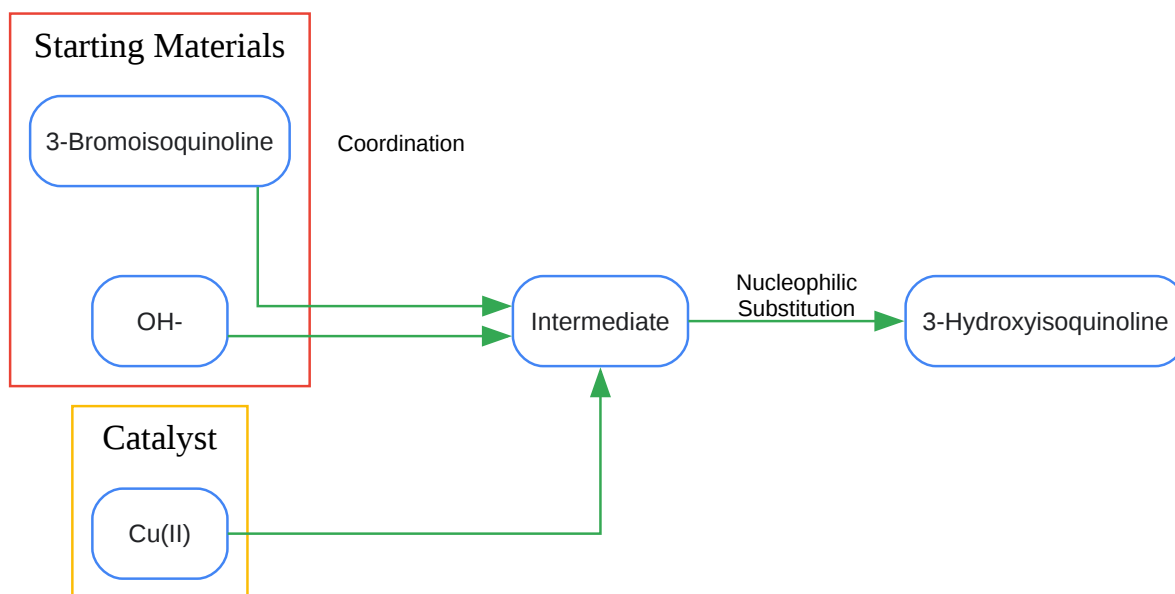 Starting Materials
3-Bromoisoquinoline
Coordination
OH-
Intermediate
Nucleophilic
Substitution
3-Hydroxyisoquinoline
Catalyst
Cu(II)